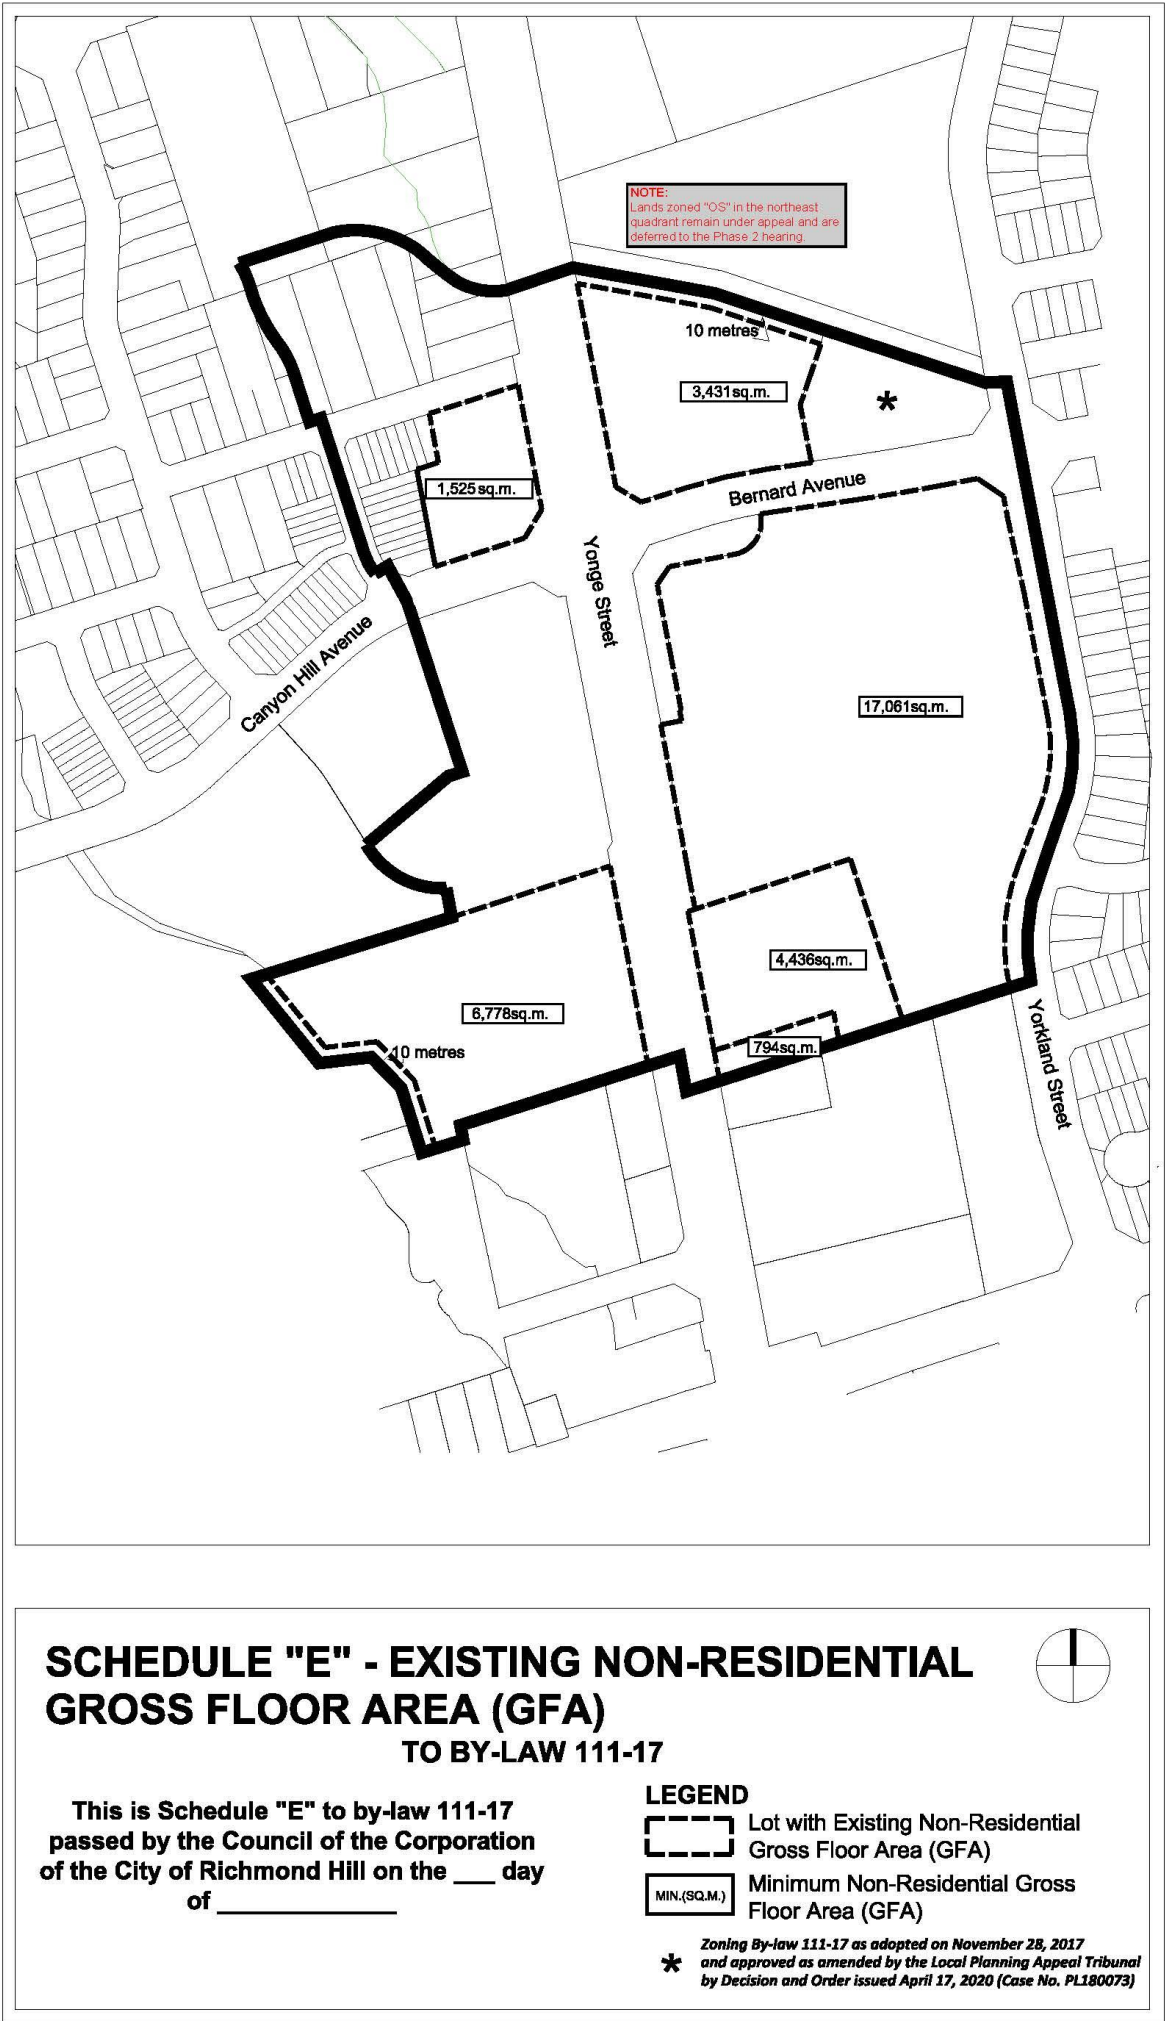 NOTE:
Lands zoned "OS" in the northeast
quadrant remain under appeal and are
deferred to the Phase 2 hearing.
10 metres
3,431sq.m.
*
1,525sq.m.
Bernard Avenue
Yonge Street
Canyon Hill Avenue
17,061sq.m.
4,436sq.m.
6,778sq.m.
794sq.m.
10 metres
Yorkland Street
SCHEDULE "E" - EXISTING NON-RESIDENTIAL
GROSS FLOOR AREA (GFA)
TO BY-LAW 111-17
This is Schedule "E" to by-law 111-17
passed by the Council of the Corporation
of the City of Richmond Hill on the ___ day
of _______________
LEGEND
Lot with Existing Non-Residential
Gross Floor Area (GFA)
MIN.(SQ.M.)
Minimum Non-Residential Gross
Floor Area (GFA)
*
Zoning By-law 111-17 as adopted on November 28, 2017
and approved as amended by the Local Planning Appeal Tribunal
by Decision and Order issued April 17, 2020 (Case No. PL180073)